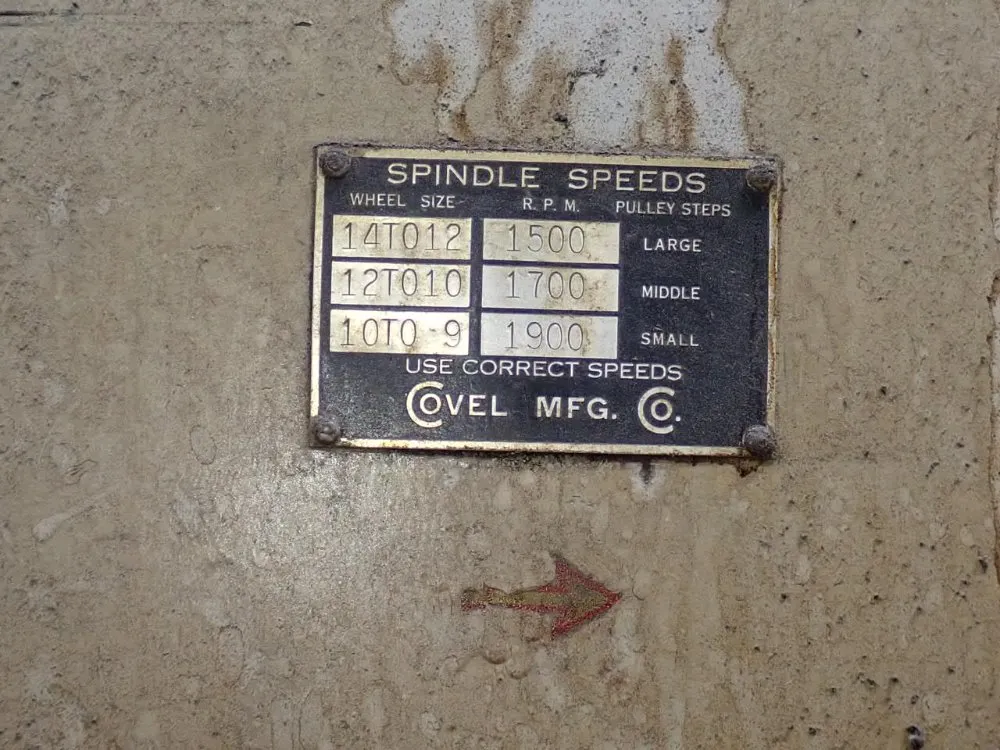 SPINDLE SPEEDS
WHEEL SIZE R. P. M. PULLEY STEPS
14TO12 1500 LARGE
12TO10 1700 MIDDLE
10TO 9 1900 SMALL
USE CORRECT SPEEDS
COVEL MFG. CO.